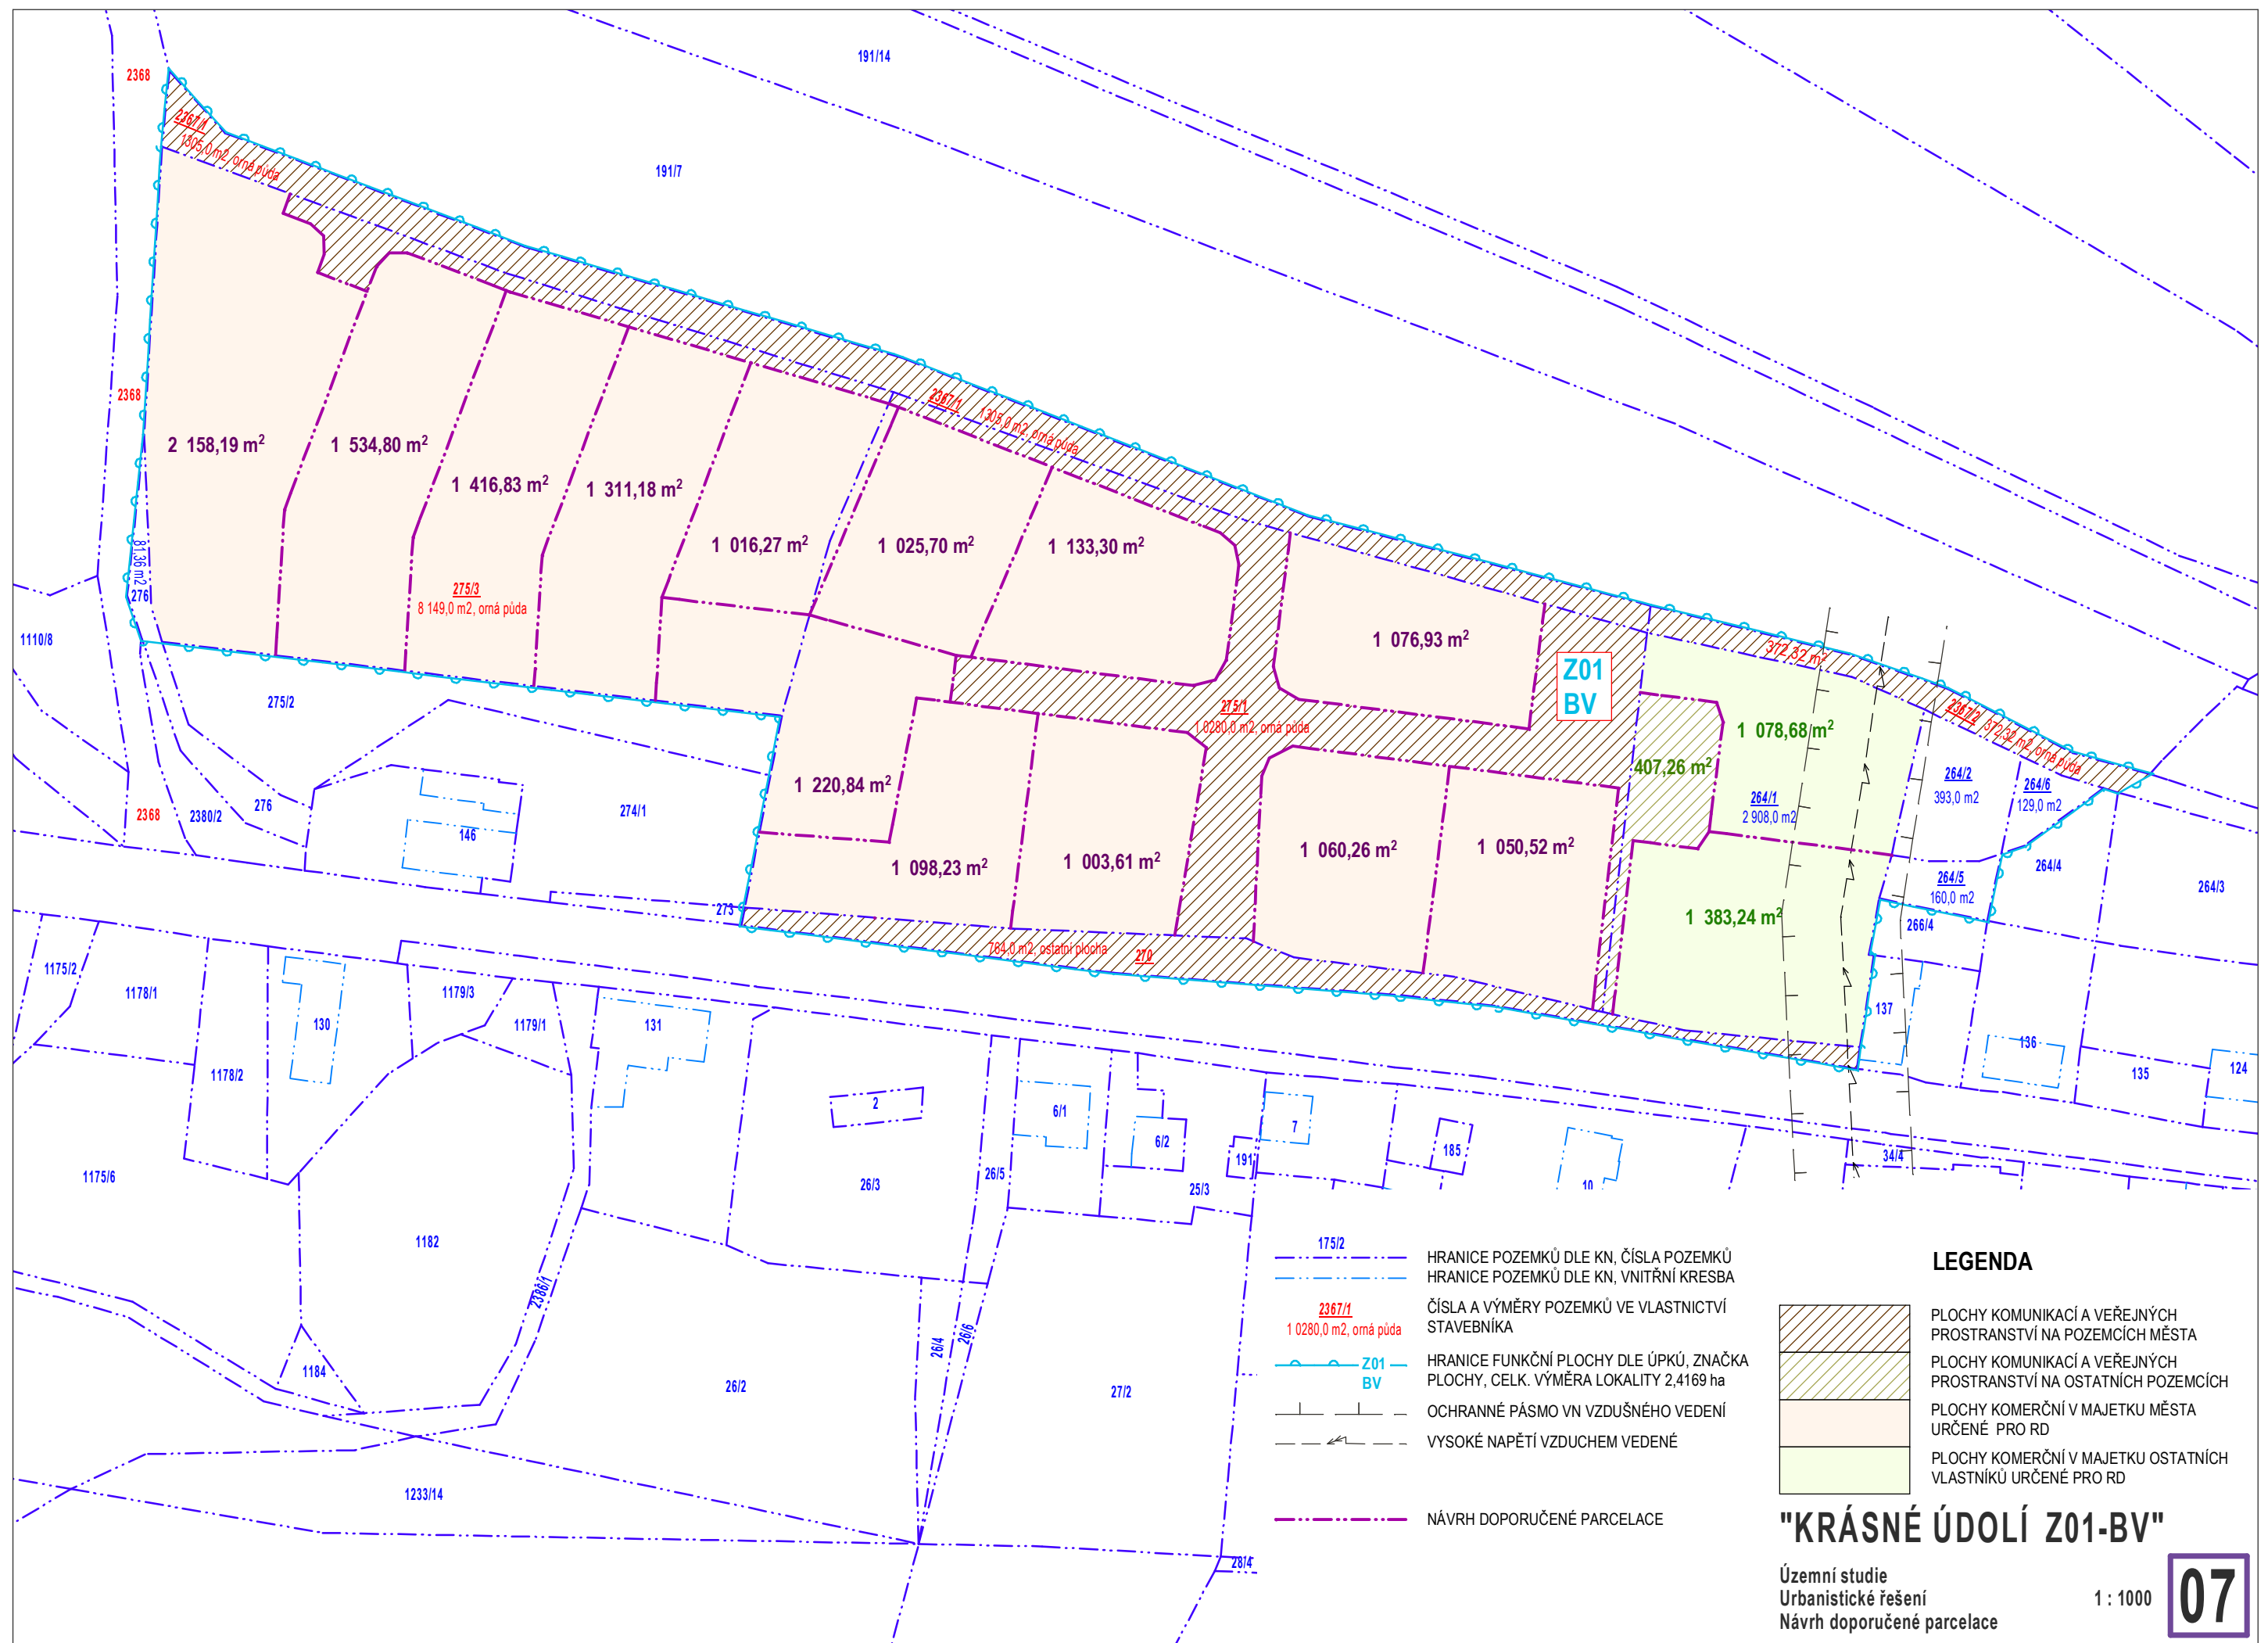 191/14
2368
2367/1
1305,0 m2, orná půda
191/7
2368
2367/1
1305,0 m2, orná půda
2 158,19 m²
1 534,80 m²
1 416,83 m²
1 311,18 m²
1 016,27 m²
1 025,70 m²
1 133,30 m²
81,36 m2
276
275/3
8 149,0 m2, orná půda
1110/8
1 076,93 m²
Z01
BV
372,32 m²
2367/2
372,32 m2, orná půda
275/2
275/1
1 0280,0 m2, orná půda
1 078,68 m²
407,26 m²
264/1
2 908,0 m2
264/2
393,0 m2
264/6
129,0 m2
1 220,84 m²
2368
2380/2
276
146
274/1
1 098,23 m²
1 003,61 m²
1 060,26 m²
1 050,52 m²
264/5
160,0 m2
264/4
264/3
273
1 383,24 m²
266/4
764,0 m2, ostatní plocha
270
1175/2
1178/1
130
1179/3
1179/1
131
137
136
135
124
1178/2
2
6/1
6/2
7
191
185
10
34/4
1175/6
26/3
26/5
25/3
1182
2386/1
175/2
26/4
26/6
1184
26/2
27/2
1233/14
28/4
HRANICE POZEMKŮ DLE KN, ČÍSLA POZEMKŮ
HRANICE POZEMKŮ DLE KN, VNITŘNÍ KRESBA
2367/1
1 0280,0 m2, orná půda
ČÍSLA A VÝMĚRY POZEMKŮ VE VLASTNICTVÍ
STAVEBNÍKA
Z01
BV
HRANICE FUNKČNÍ PLOCHY DLE ÚPKÚ, ZNAČKA
PLOCHY, CELK. VÝMĚRA LOKALITY 2,4169 ha
OCHRANNÉ PÁSMO VN VZDUŠNÉHO VEDENÍ
VYSOKÉ NAPĚTÍ VZDUCHEM VEDENÉ
NÁVRH DOPORUČENÉ PARCELACE
LEGENDA
PLOCHY KOMUNIKACÍ A VEŘEJNÝCH
PROSTRANSTVÍ NA POZEMCÍCH MĚSTA
PLOCHY KOMUNIKACÍ A VEŘEJNÝCH
PROSTRANSTVÍ NA OSTATNÍCH POZEMCÍCH
PLOCHY KOMERČNÍ V MAJETKU MĚSTA
URČENÉ PRO RD
PLOCHY KOMERČNÍ V MAJETKU OSTATNÍCH
VLASTNÍKŮ URČENÉ PRO RD
"KRÁSNÉ ÚDOLÍ Z01-BV"
Územní studie
Urbanistické řešení
1 : 1000
Návrh doporučené parcelace
07